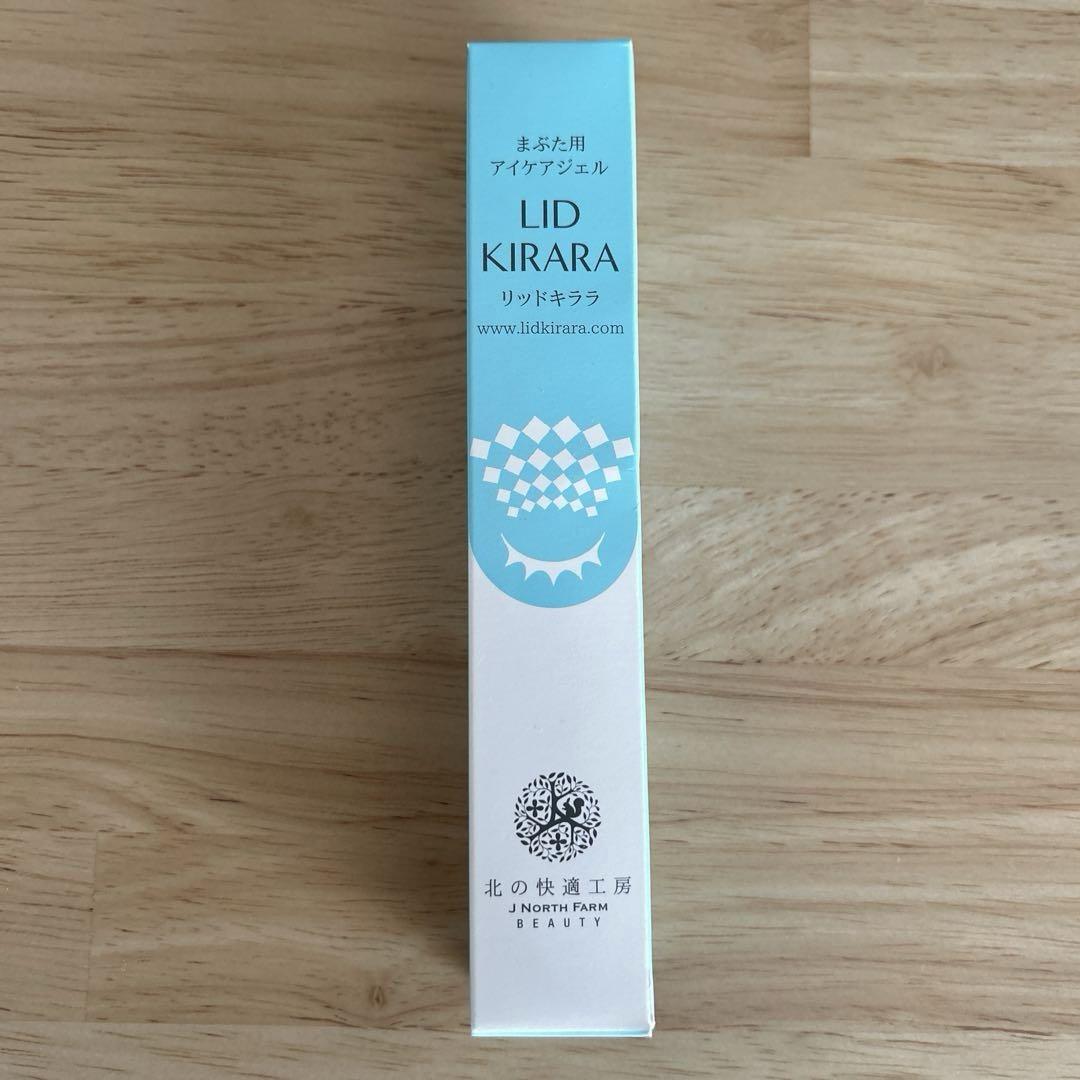 まぶた用
アイケアジェル
LID
KIRARA
リッドキララ
www.lidkirara.com
北の快適工房
J NORTH FARM
BEAUTY